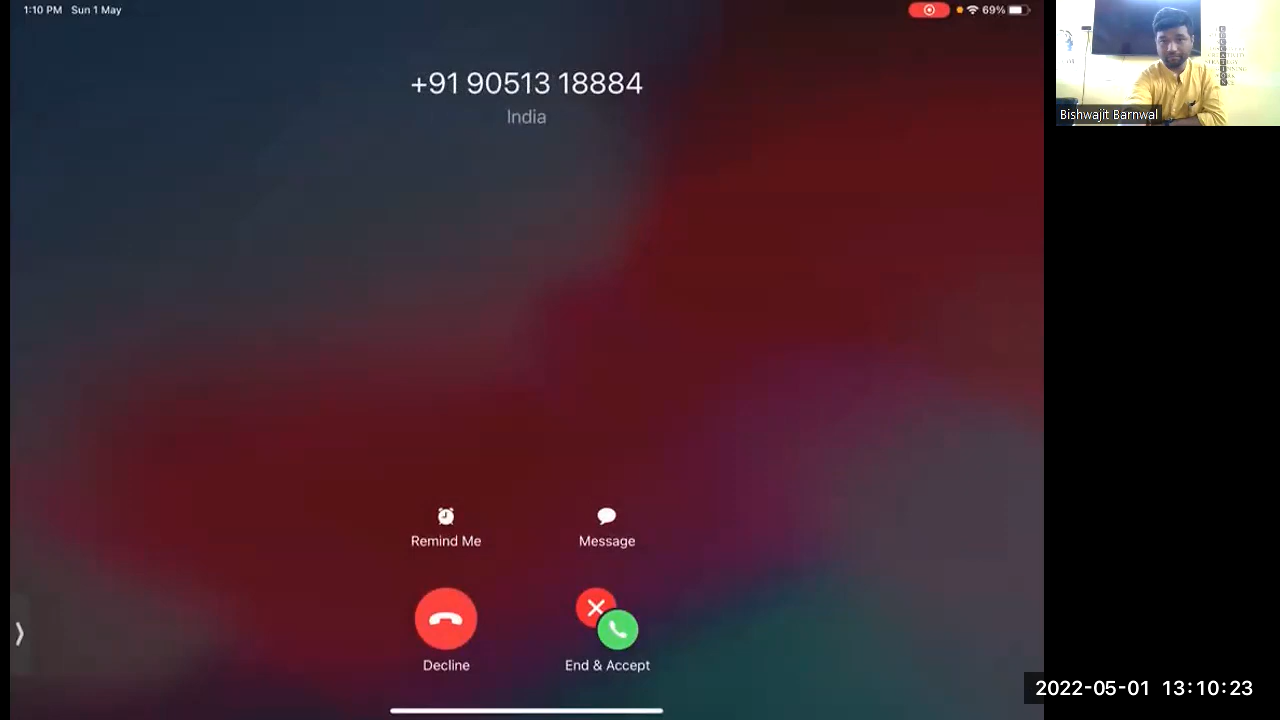 1:10 PM Sun 1 May
69%
+91 90513 18884
India
Remind Me
Message
Decline
End & Accept
Bishwajit Barnwal
2022-05-01 13:10:23